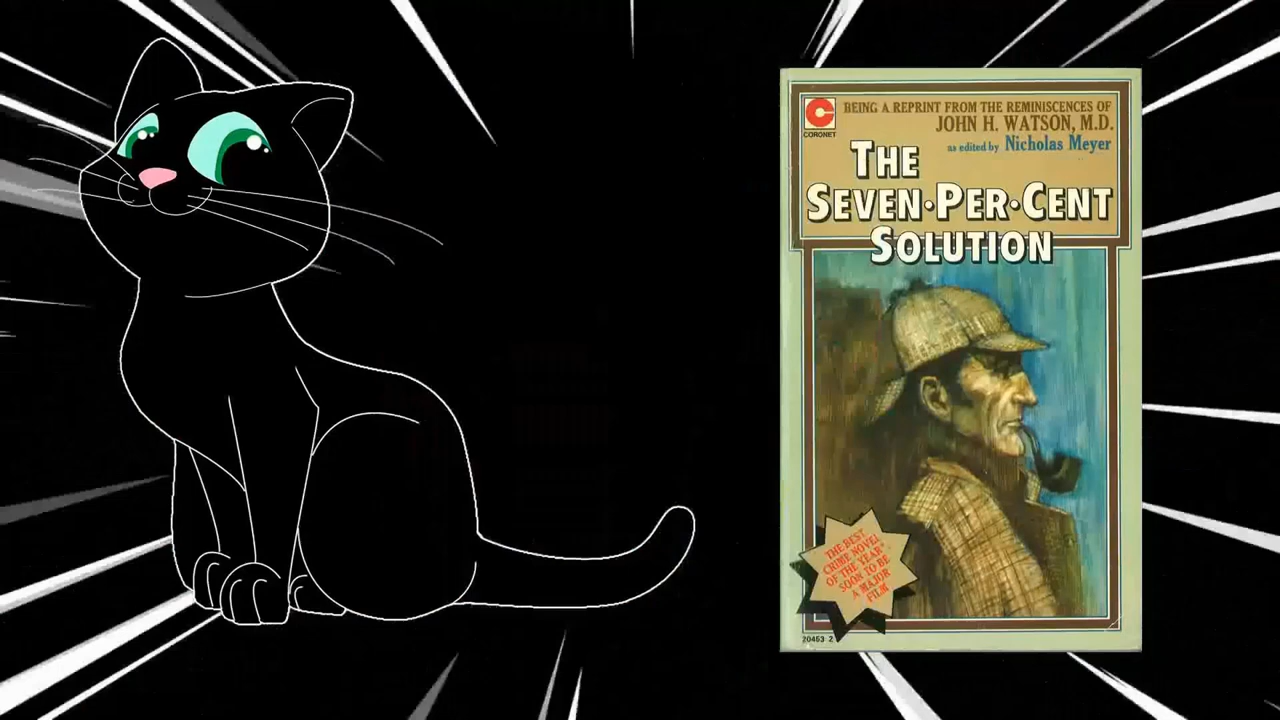 BEING A REPRINT FROM THE REMINISCENCES OF
JOHN H. WATSON, M.D.
CORONET
as edited by Nicholas Meyer
THE
SEVEN·PER·CENT
SOLUTION
THE BEST
CRIME NOVEL
OF THE YEAR*
SOON TO BE
A MAJOR
FILM
20453 2